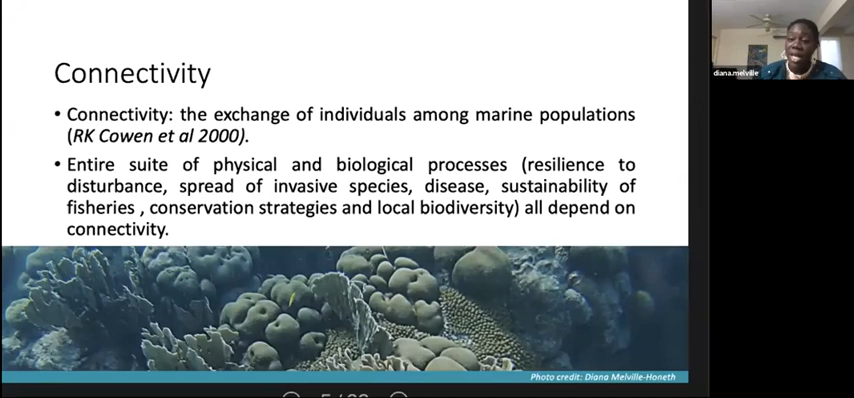 Connectivity
• Connectivity: the exchange of individuals among marine populations
(RK Cowen et al 2000).
• Entire suite of physical and biological processes (resilience to
disturbance, spread of invasive species, disease, sustainability of
fisheries , conservation strategies and local biodiversity) all depend on
connectivity.
Photo credit: Diana Melville-Honeth
diana.melville